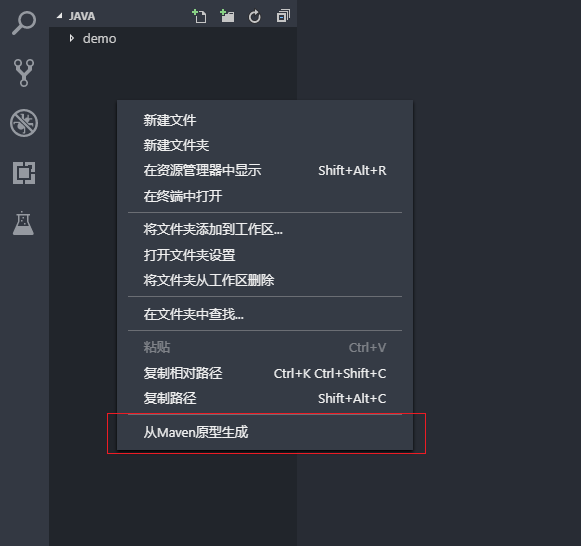 JAVA
demo
新建文件
新建文件夹
在资源管理器中显示 Shift+Alt+R
在终端中打开
将文件夹添加到工作区...
打开文件夹设置
将文件夹从工作区删除
在文件夹中查找...
粘贴 Ctrl+V
复制相对路径 Ctrl+K Ctrl+Shift+C
复制路径 Shift+Alt+C
从Maven原型生成